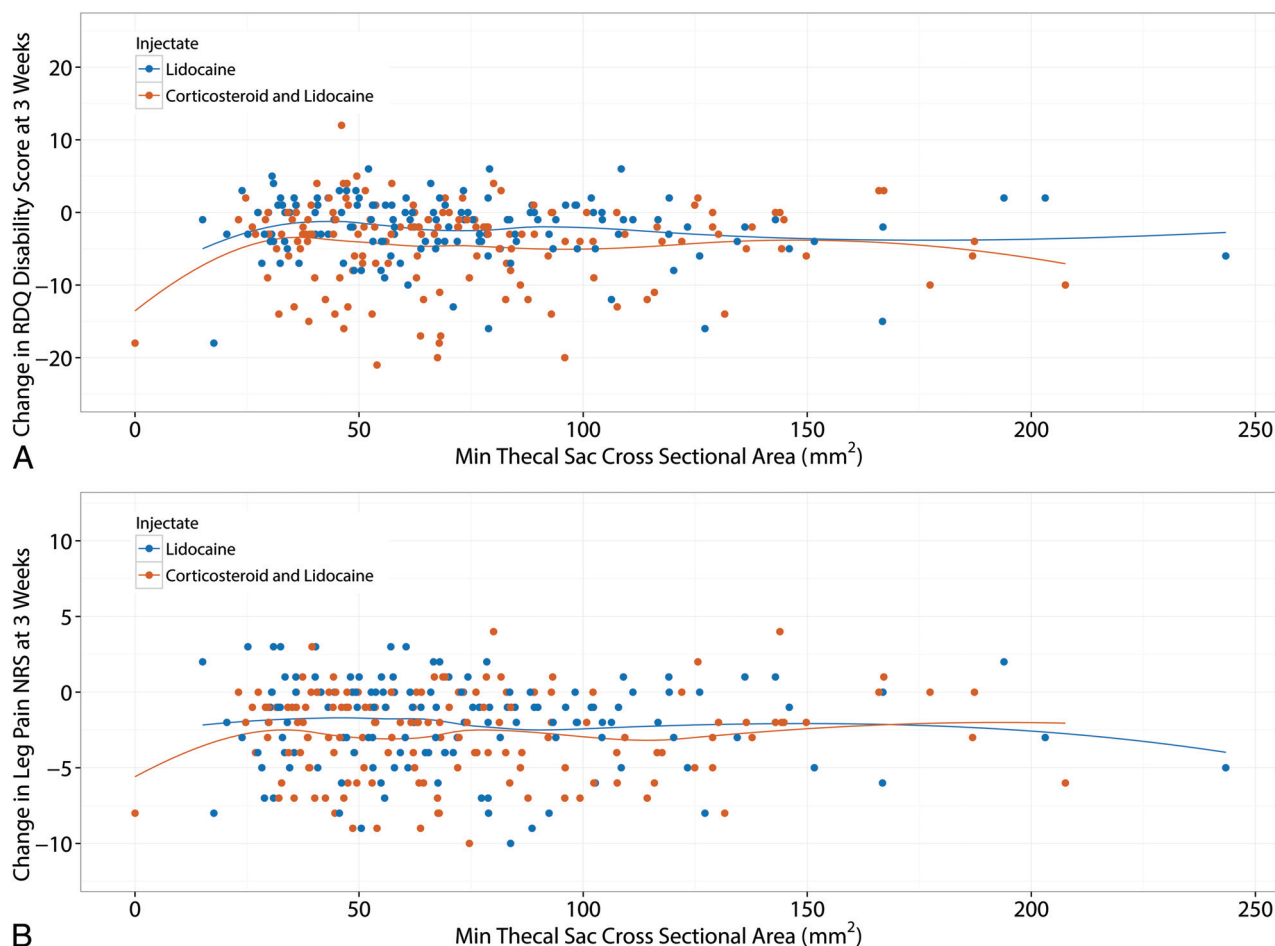 Change in RDQ Disability Score at 3 Weeks
Injectate
Lidocaine
Corticosteroid and Lidocaine
20
10
0
−10
−20
0 50 100 150 200 250
A
Min Thecal Sac Cross Sectional Area (mm²)
Change in Leg Pain NRS at 3 Weeks
Injectate
Lidocaine
Corticosteroid and Lidocaine
10
5
0
−5
−10
0 50 100 150 200 250
B
Min Thecal Sac Cross Sectional Area (mm²)